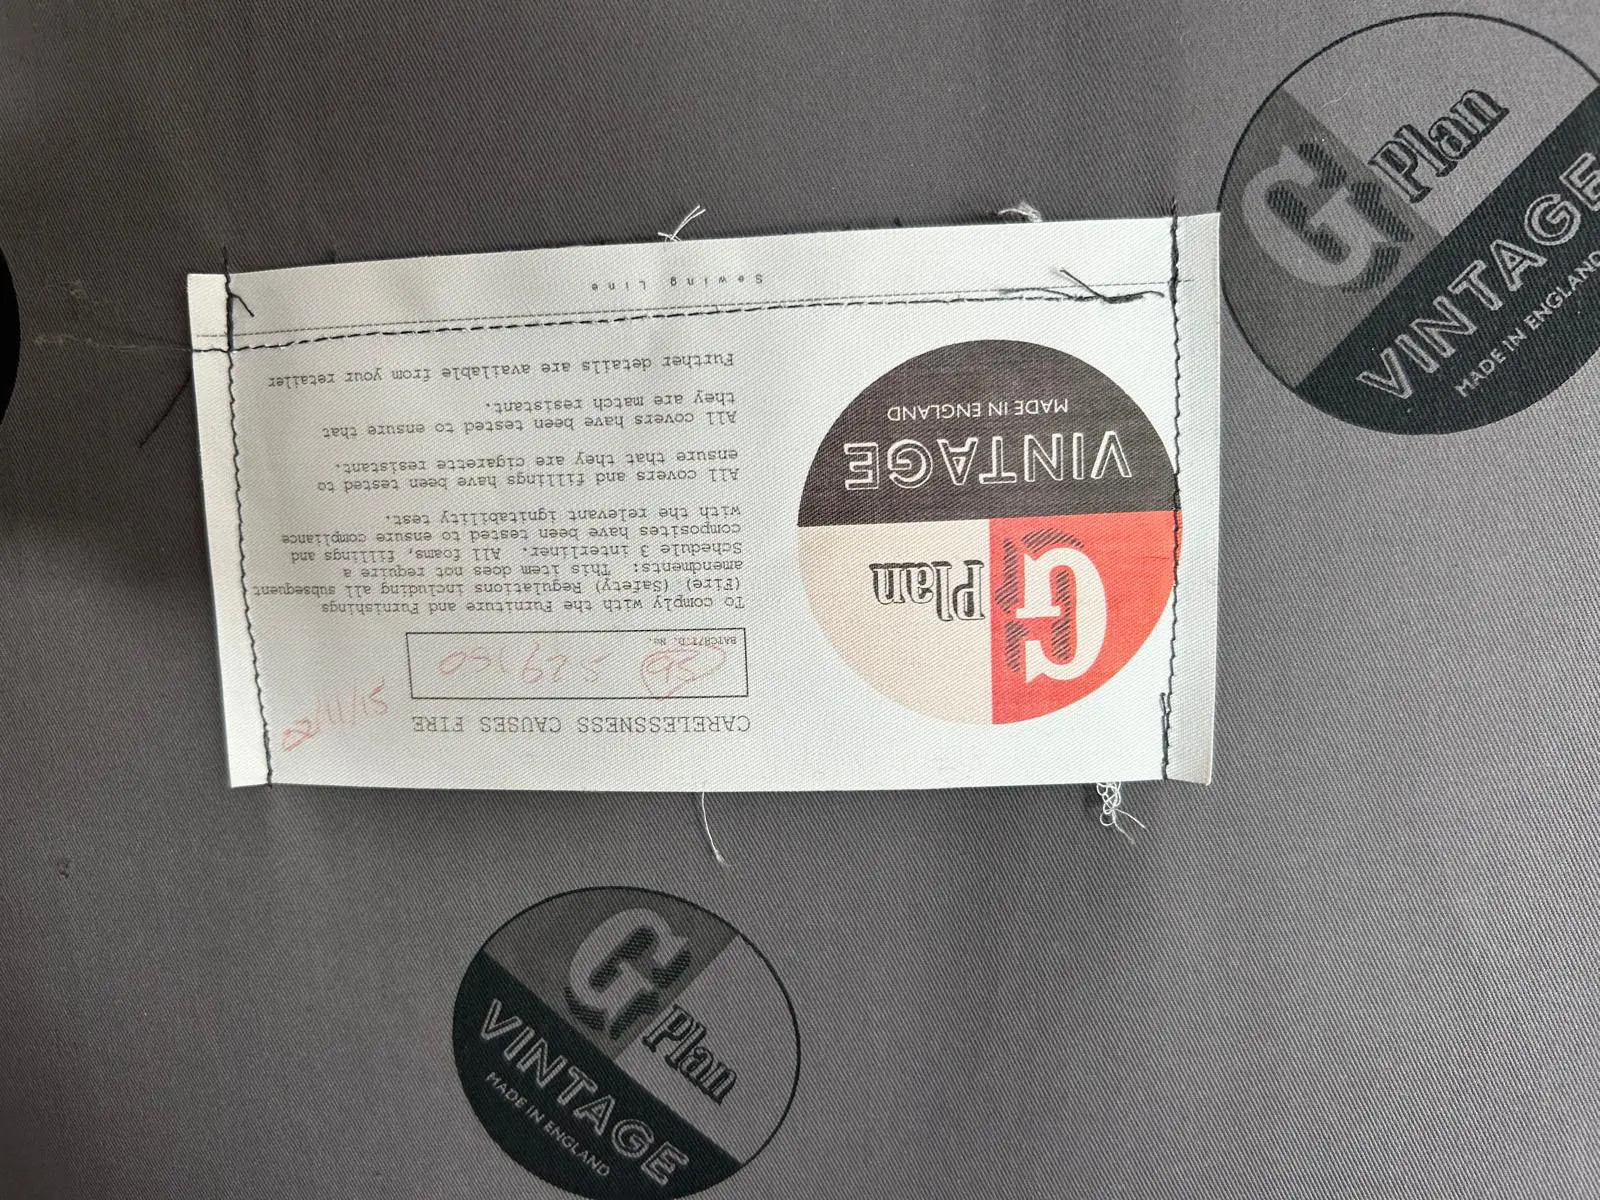 G Plan
VINTAGE
MADE IN ENGLAND
CARELESSNESS CAUSES FIRE
BATCH/I.D. No.
To comply with the Furniture and Furnishings
(Fire) (Safety) Regulations including all subsequent
amendments: This item does not require a
Schedule 3 interliner. All foams, fillings and
composites have been tested to ensure compliance
with the relevant ignitability test.
All covers and fillings have been tested to
ensure that they are cigarette resistant.
All covers have been tested to ensure that
they are match resistant.
Further details are available from your retailer
Sewing Line
G Plan
VINTAGE
MADE IN ENGLAND
G Plan
VINTAGE
MADE IN ENGLAND